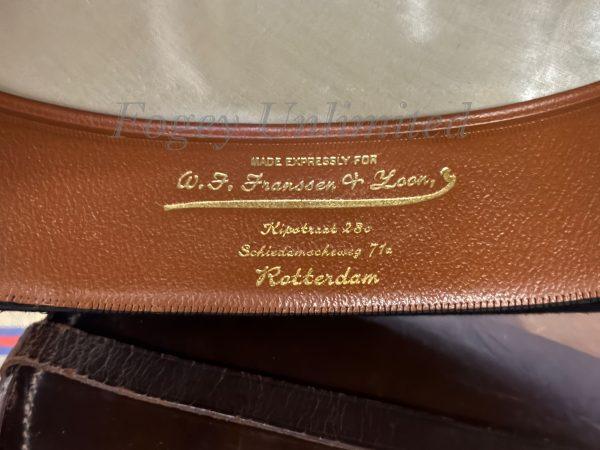 Fogey Unlimited
MADE EXPRESSLY FOR
W. F. Franssen & Zoon,
Kipstraat 28c
Schiedamscheweg 71a
Rotterdam